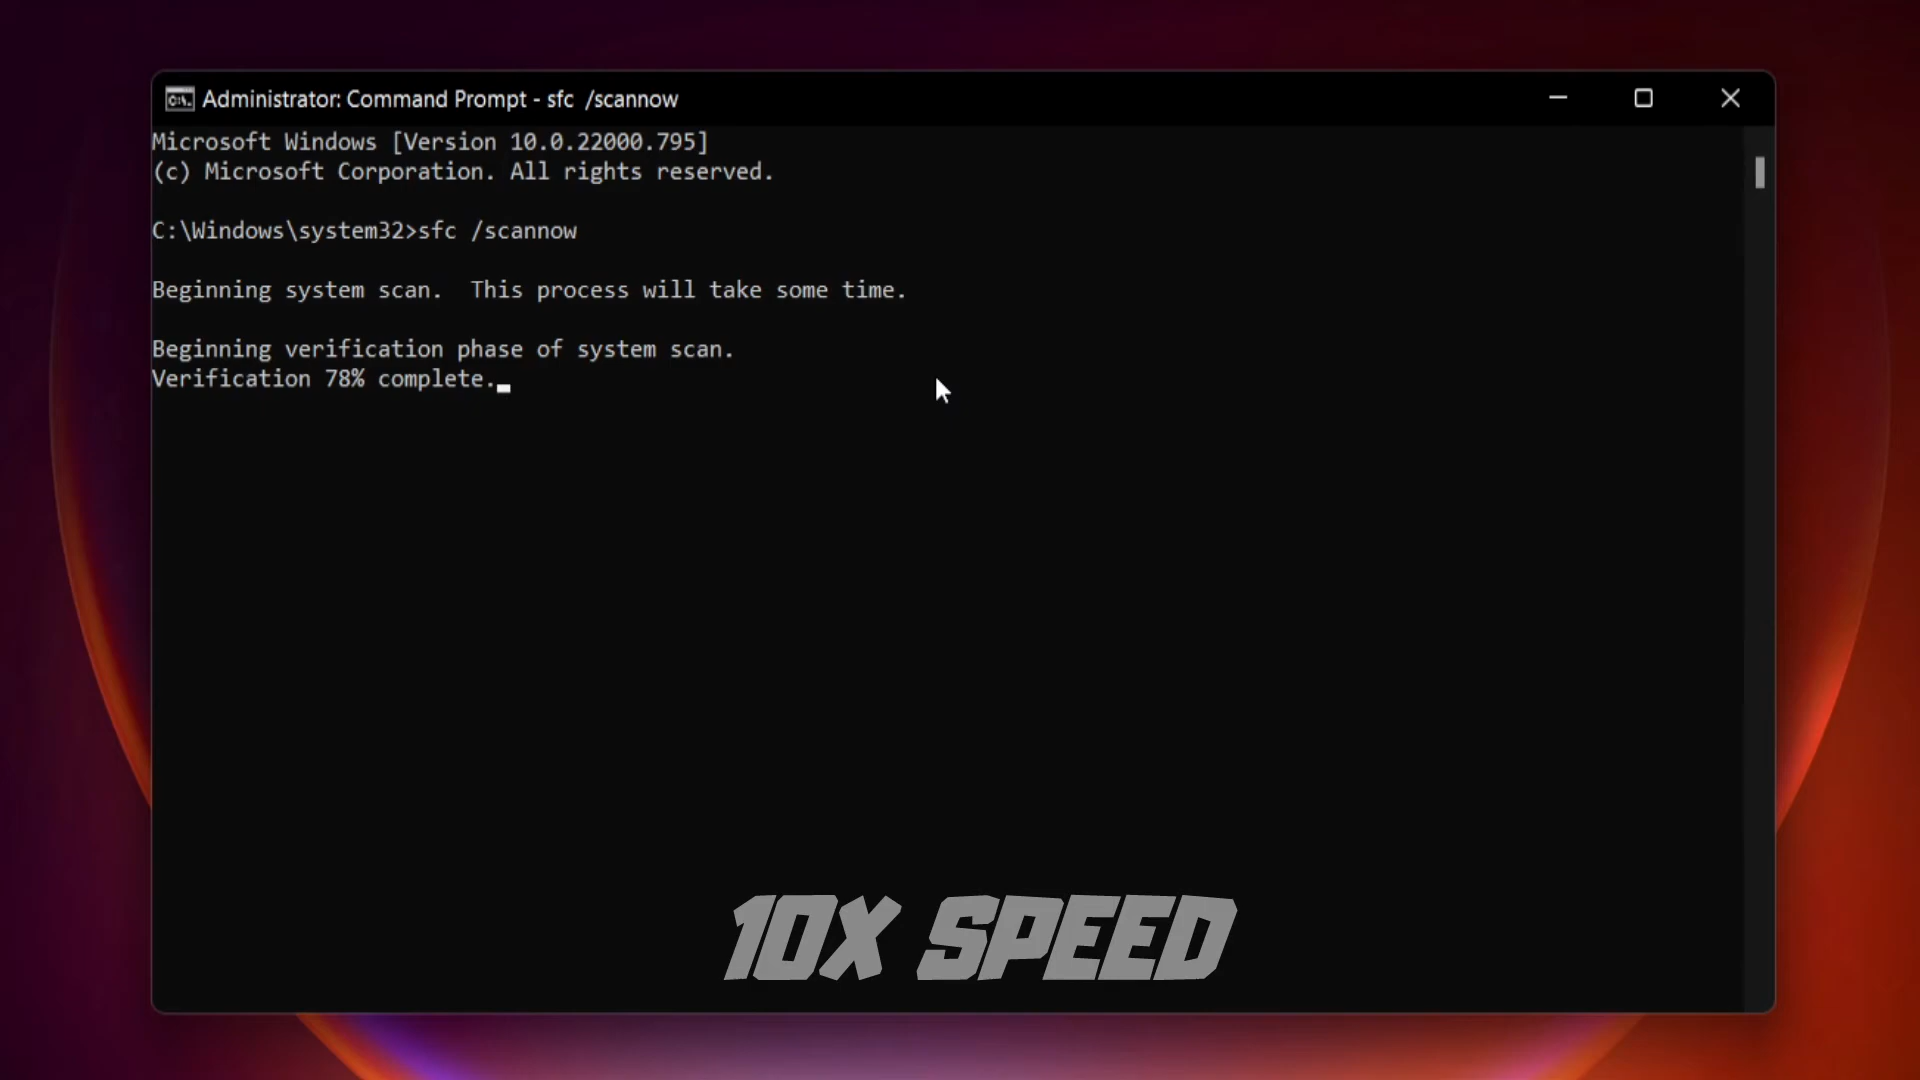 Administrator: Command Prompt - sfc  /scannow
Microsoft Windows [Version 10.0.22000.795]
(c) Microsoft Corporation. All rights reserved.
C:\Windows\system32>sfc /scannow
Beginning system scan.  This process will take some time.
Beginning verification phase of system scan.
Verification 78% complete.
10X SPEED